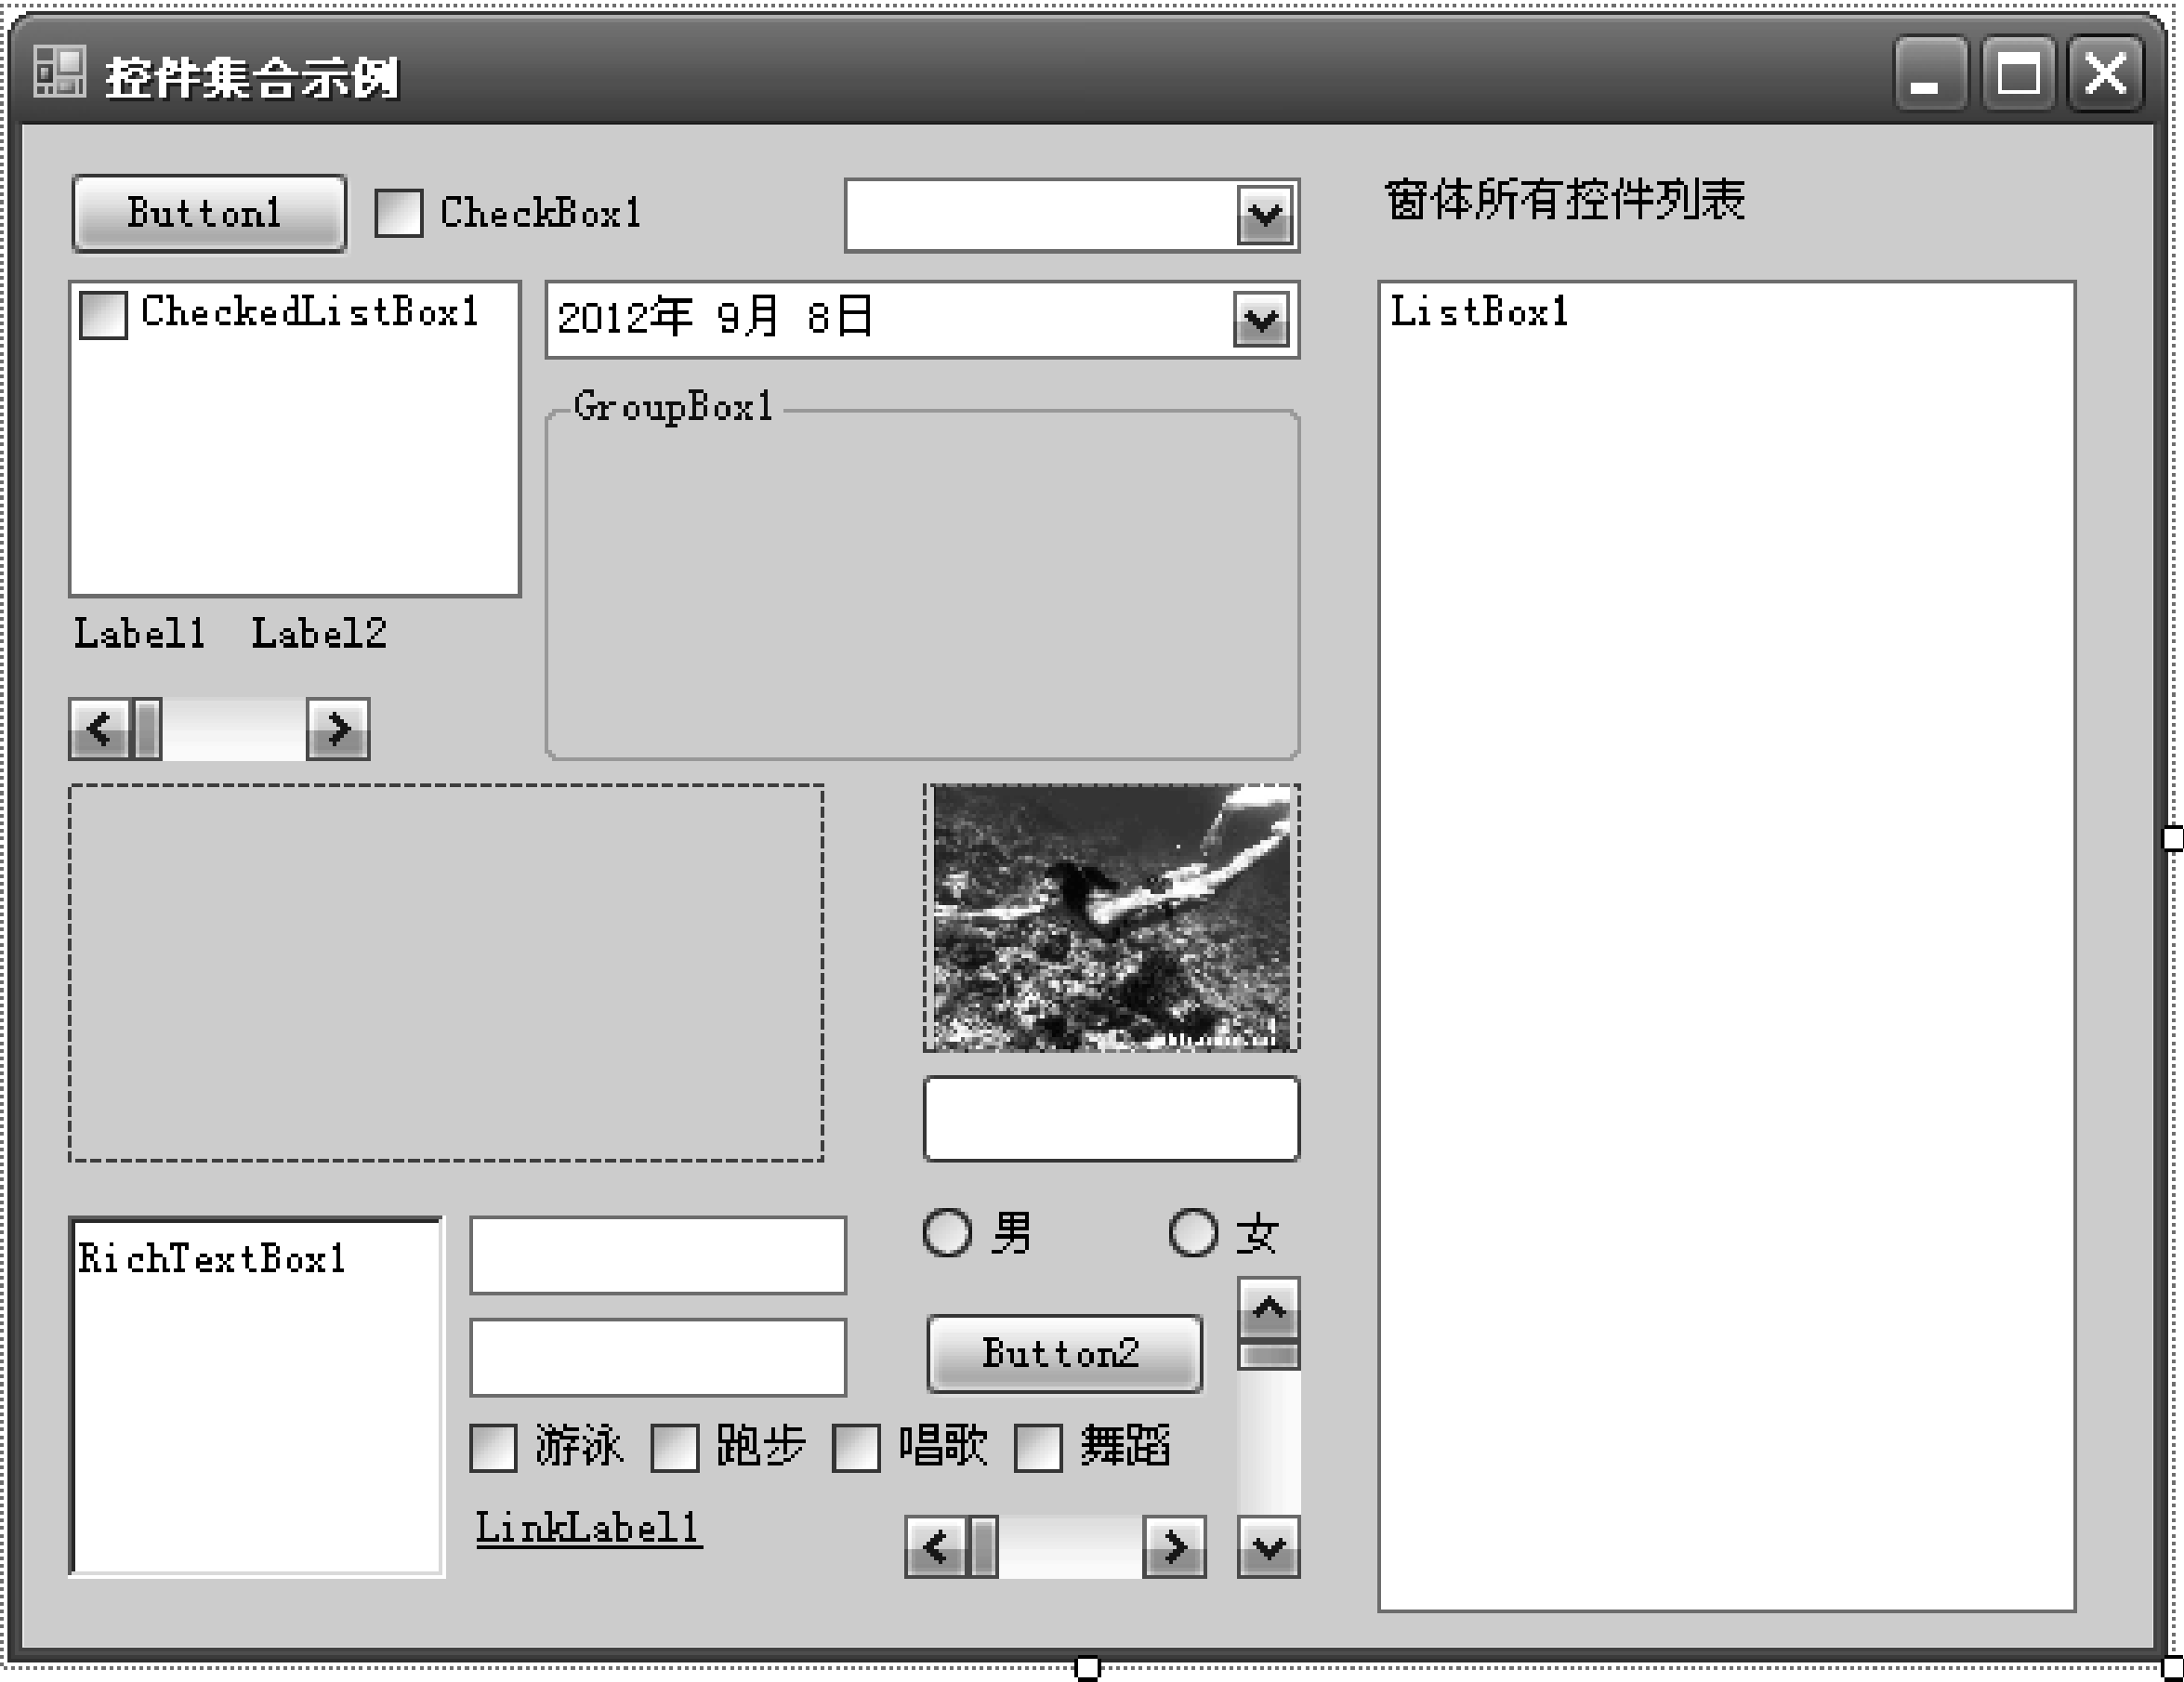 控件集合示例
Button1
CheckBox1
窗体所有控件列表
CheckedListBox1
2012年 9月 8日
ListBox1
GroupBox1
Label1 Label2
男 女
RichTextBox1
Button2
游泳 跑步 唱歌 舞蹈
LinkLabel1